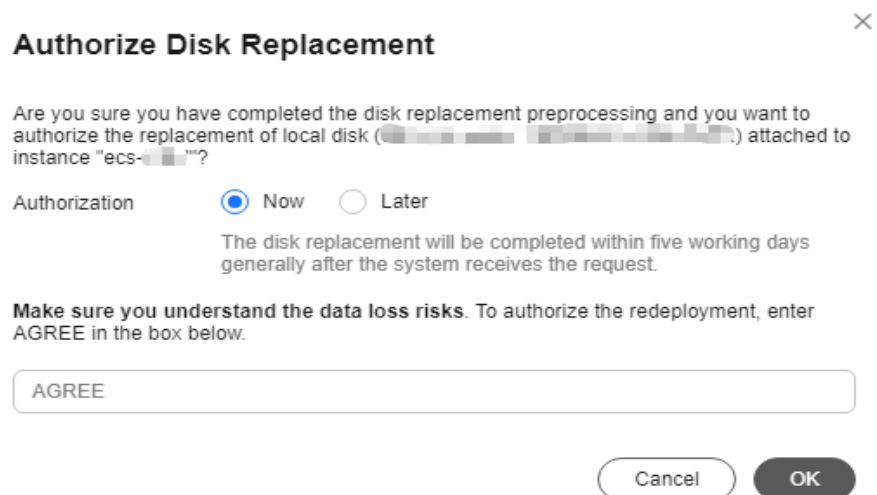 Authorize Disk Replacement
Are you sure you have completed the disk replacement preprocessing and you want to
authorize the replacement of local disk () attached to
instance "ecs-"?
Authorization Now Later
The disk replacement will be completed within five working days
generally after the system receives the request.
Make sure you understand the data loss risks. To authorize the redeployment, enter
AGREE in the box below.
AGREE
Cancel OK